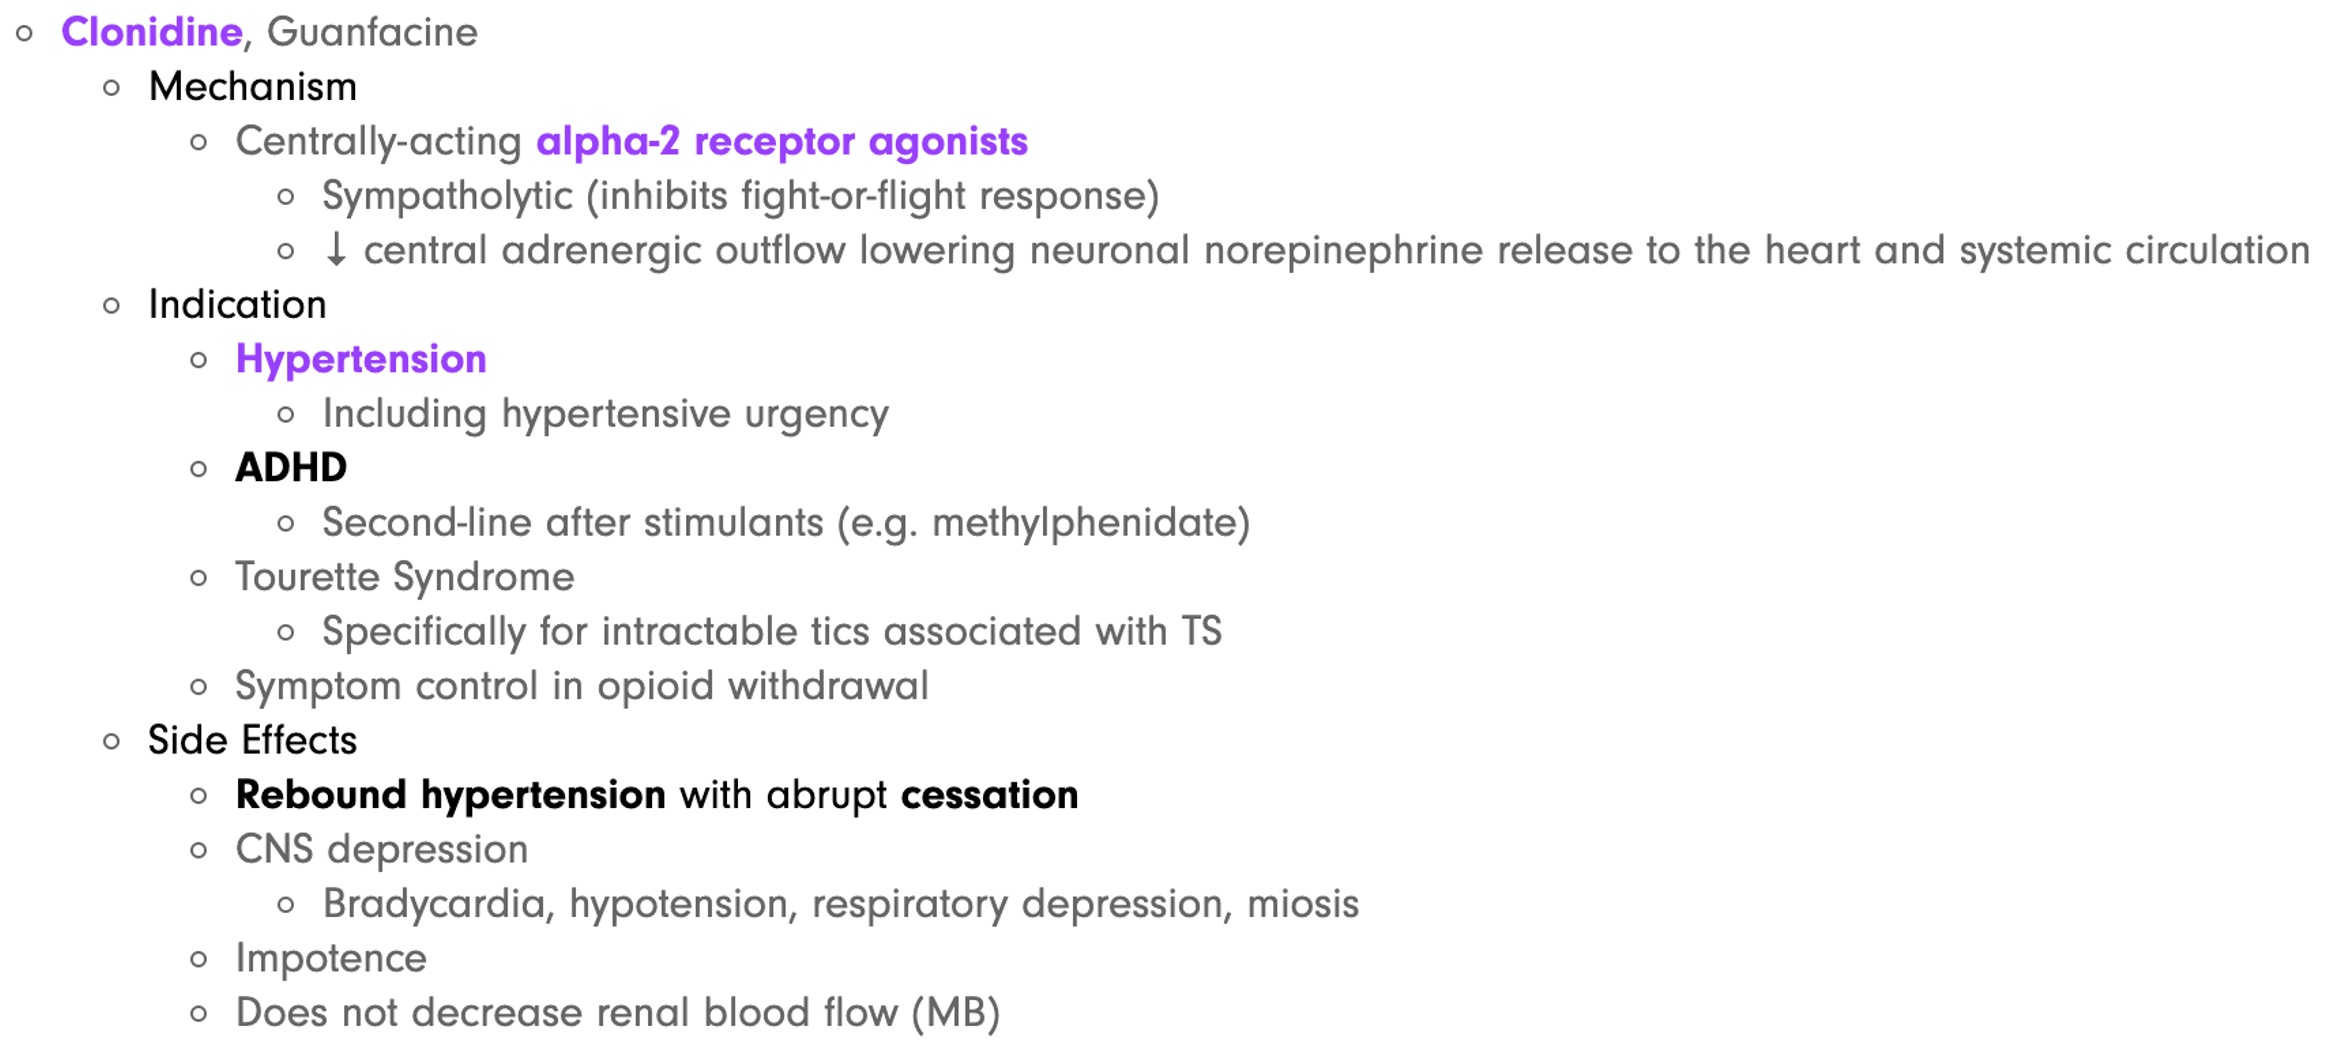 Clonidine, Guanfacine
Mechanism
Centrally-acting alpha-2 receptor agonists
Sympatholytic (inhibits fight-or-flight response)
↓ central adrenergic outflow lowering neuronal norepinephrine release to the heart and systemic circulation
Indication
Hypertension
Including hypertensive urgency
ADHD
Second-line after stimulants (e.g. methylphenidate)
Tourette Syndrome
Specifically for intractable tics associated with TS
Symptom control in opioid withdrawal
Side Effects
Rebound hypertension with abrupt cessation
CNS depression
Bradycardia, hypotension, respiratory depression, miosis
Impotence
Does not decrease renal blood flow (MB)